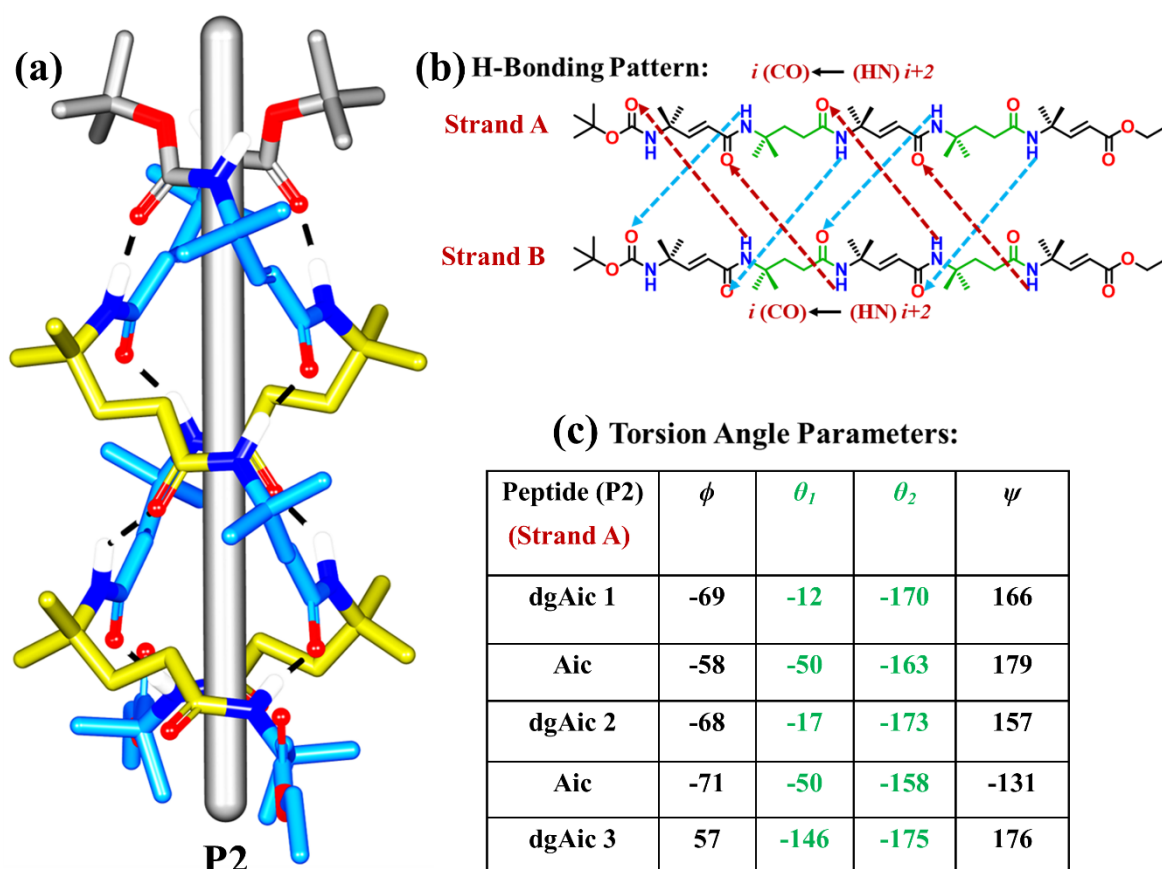 (a)
P2
(b) H-Bonding Pattern:
i (CO) ← (HN) i+2
Strand A
O O H O O H O
O N H O N H O N H O
Strand B
O H O H O
O N H O N H O N H O
i (CO) ← (HN) i+2
(c) Torsion Angle Parameters:
Peptide (P2) (Strand A) ϕ θ1 θ2 ψ
dgAic 1 -69 -12 -170 166
Aic -58 -50 -163 179
dgAic 2 -68 -17 -173 157
Aic -71 -50 -158 -131
dgAic 3 57 -146 -175 176